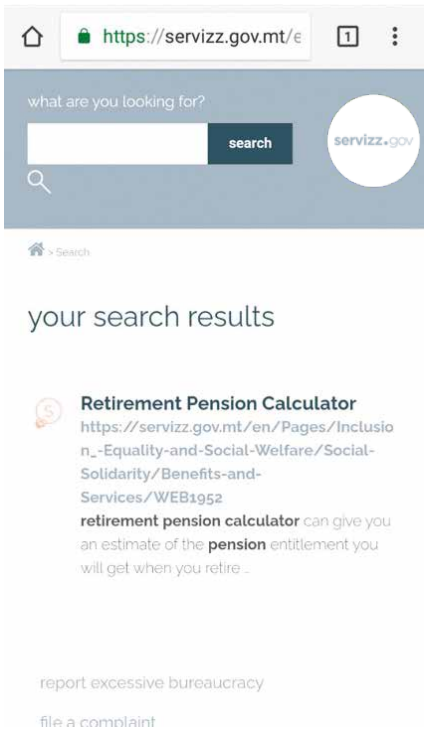 https://servizz.gov.mt/e
1
what are you looking for?
search
servizz.gov
> Search
your search results
Retirement Pension Calculator
https://servizz.gov.mt/en/Pages/Inclusio
n_-Equality-and-Social-Welfare/Social-
Solidarity/Benefits-and-
Services/WEB1952
retirement pension calculator can give you
an estimate of the pension entitlement you
will get when you retire ...
report excessive bureaucracy
file a complaint